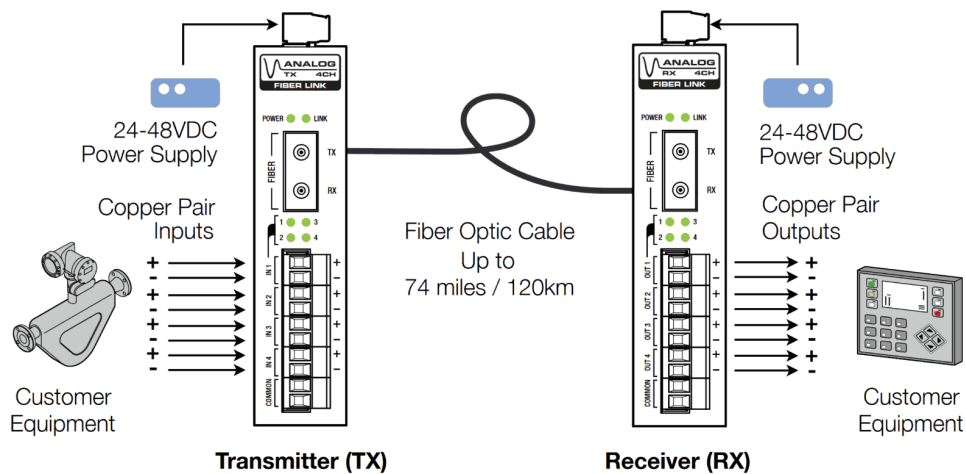 ANALOG
TX 4CH
FIBER LINK
ANALOG
RX 4CH
FIBER LINK
24-48VDC
Power Supply
POWER LINK
POWER LINK
24-48VDC
Power Supply
FIBER
TX
RX
FIBER
TX
RX
Copper Pair
Inputs
1 3
2 4
Fiber Optic Cable
Up to
74 miles / 120km
1 3
2 4
Copper Pair
Outputs
+ IN 1 +
- -
+ IN 2 +
- -
+ IN 3 +
- -
+ IN 4 +
- -
COMMON
OUT 1 + +
- -
OUT 2 + +
- -
OUT 3 + +
- -
OUT 4 + +
- -
COMMON
Customer
Equipment
Customer
Equipment
Transmitter (TX)
Receiver (RX)